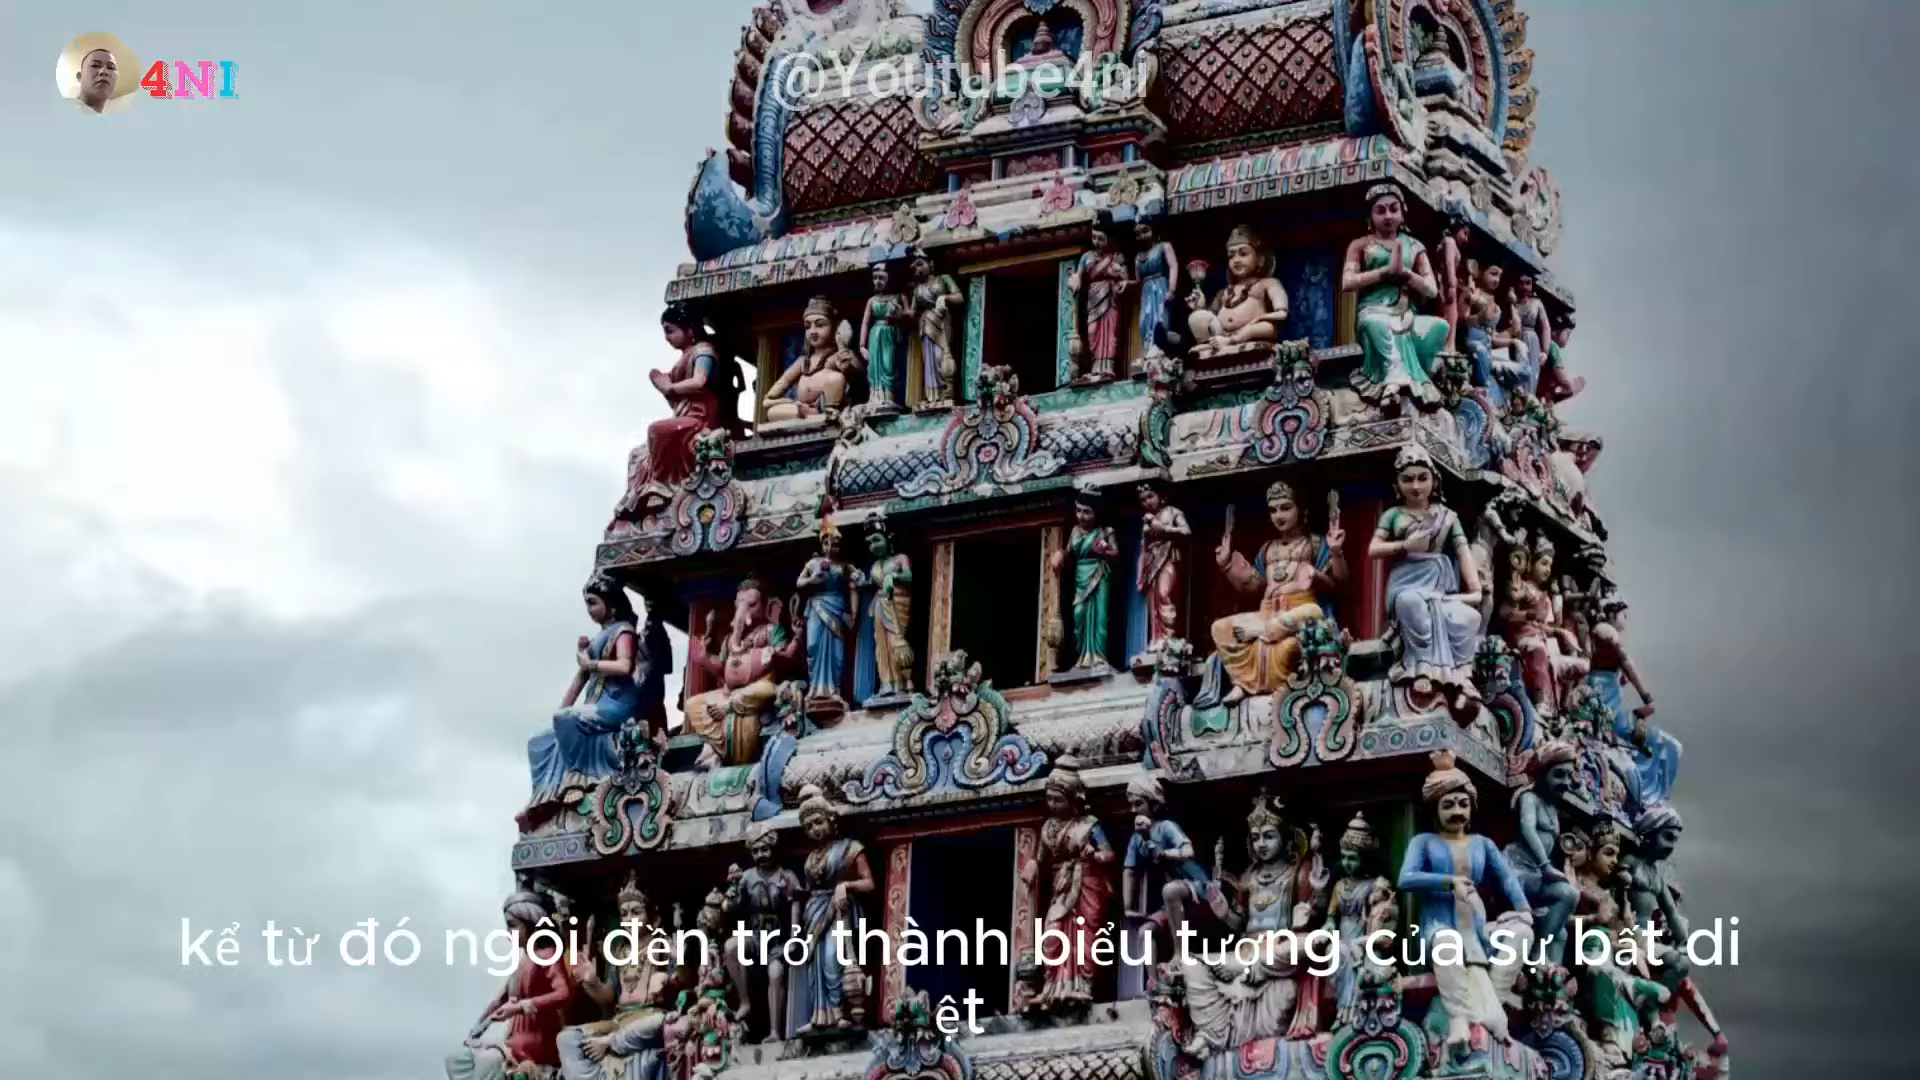 4NI
@Youtube4ni
kể từ đó ngôi đền trở thành biểu tượng của sự bất di
ệt